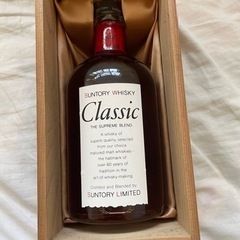 SUNTORY WHISKY
Classic
THE SUPREME BLEND
A whisky of
superb quality, selected
from our choice
matured malt whiskies—
the hallmark of
over 60 years of
tradition in the
art of whisky-making.
Distilled and Blended by
SUNTORY LIMITED